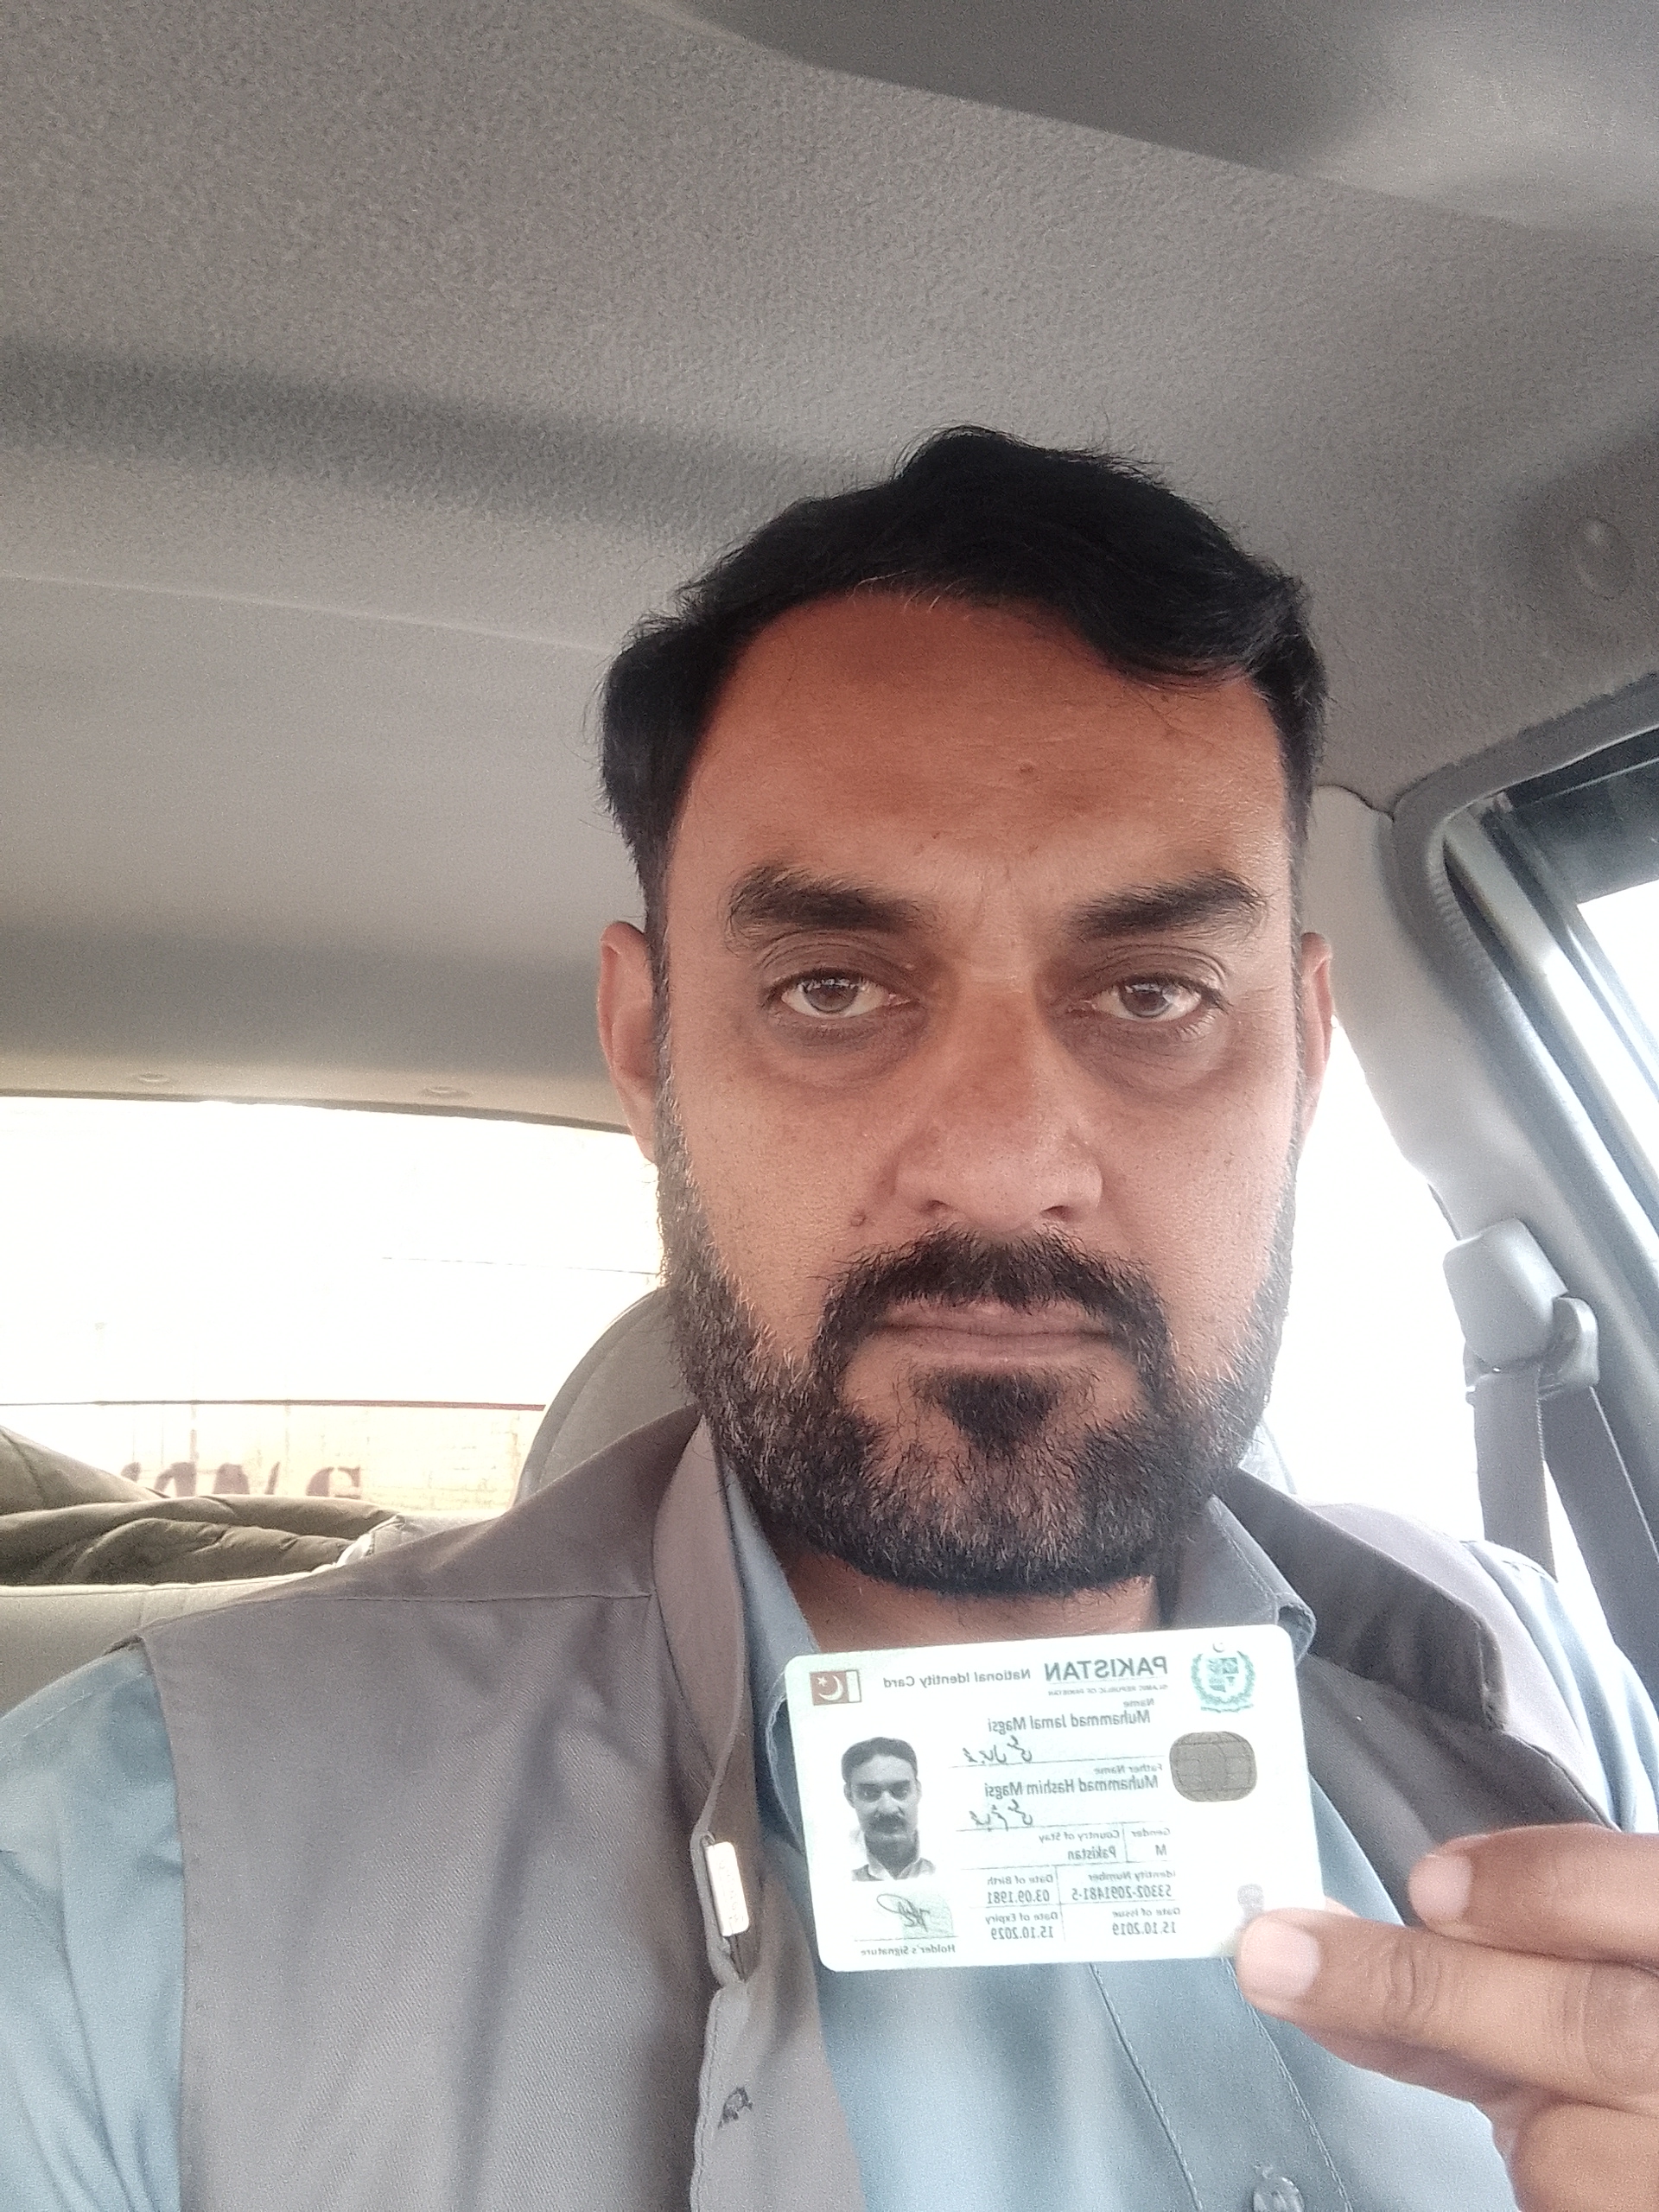 PAKISTAN National Identity Card
ISLAMIC REPUBLIC OF PAKISTAN
Name
Muhammad Jamal Magsi
Father Name
Muhammad Hashim Magsi
Gender Country of Stay
M Pakistan
Identity Number Date of Birth
53302-2091481-5 03.09.1981
Date of Issue Date of Expiry
15.10.2019 15.10.2029
Holder's Signature